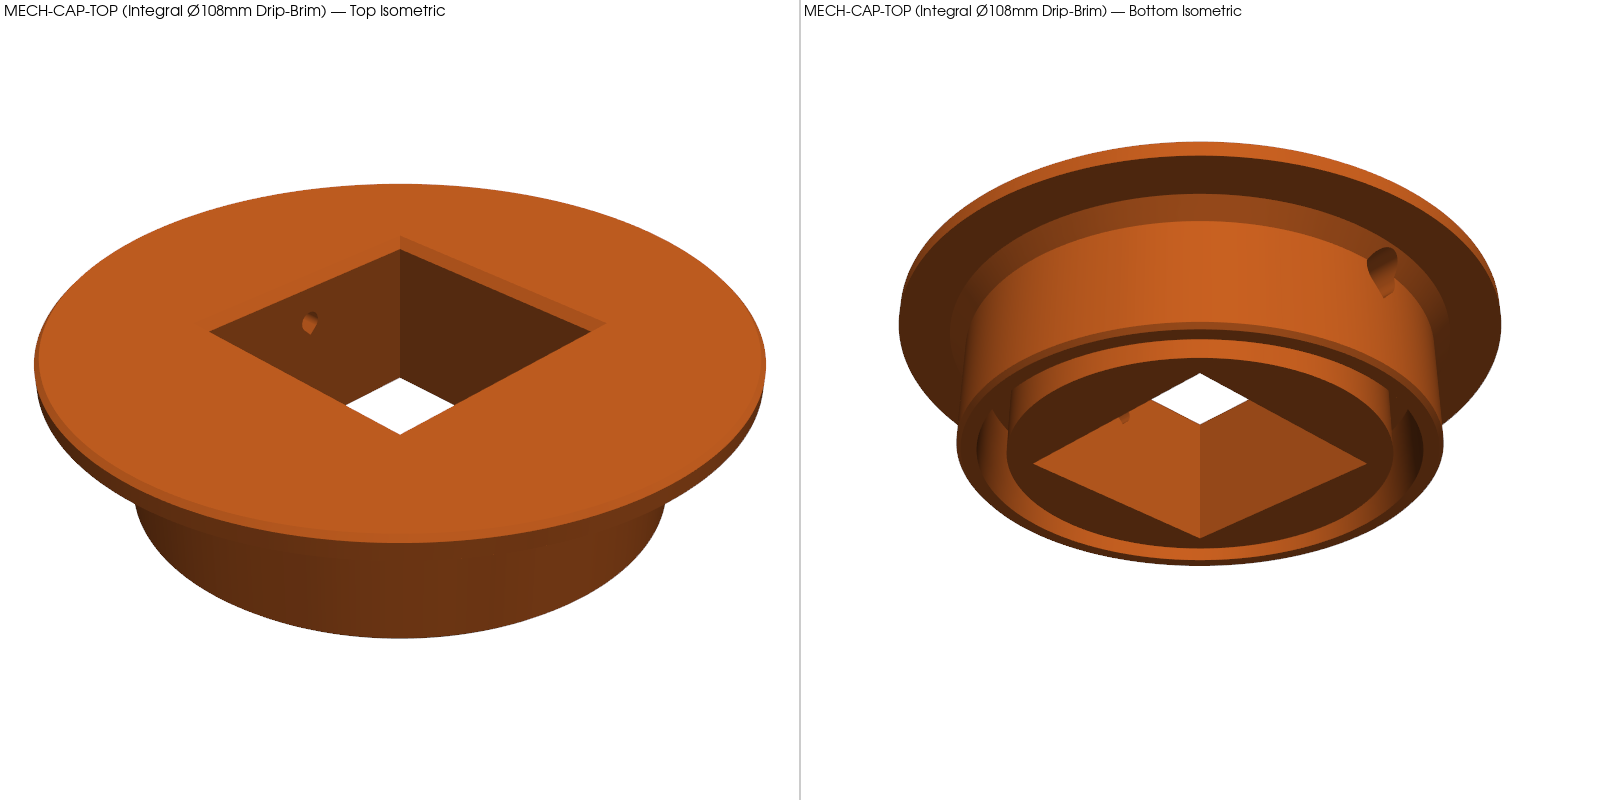 MECH-CAP-TOP (Integral Ø108mm Drip-Brim) — Top Isometric
MECH-CAP-TOP (Integral Ø108mm Drip-Brim) — Bottom Isometric